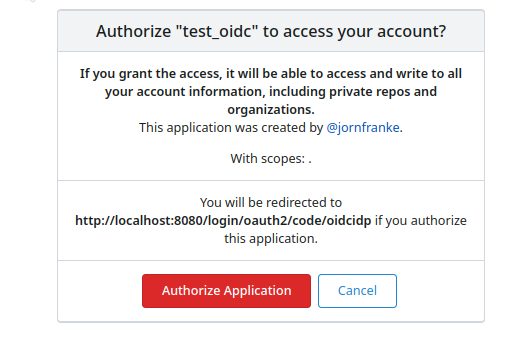 Authorize "test_oidc" to access your account?
If you grant the access, it will be able to access and write to all
your account information, including private repos and
organizations.
This application was created by @jornfranke.
With scopes: .
You will be redirected to
http://localhost:8080/login/oauth2/code/oidcidp if you authorize
this application.
Authorize Application
Cancel